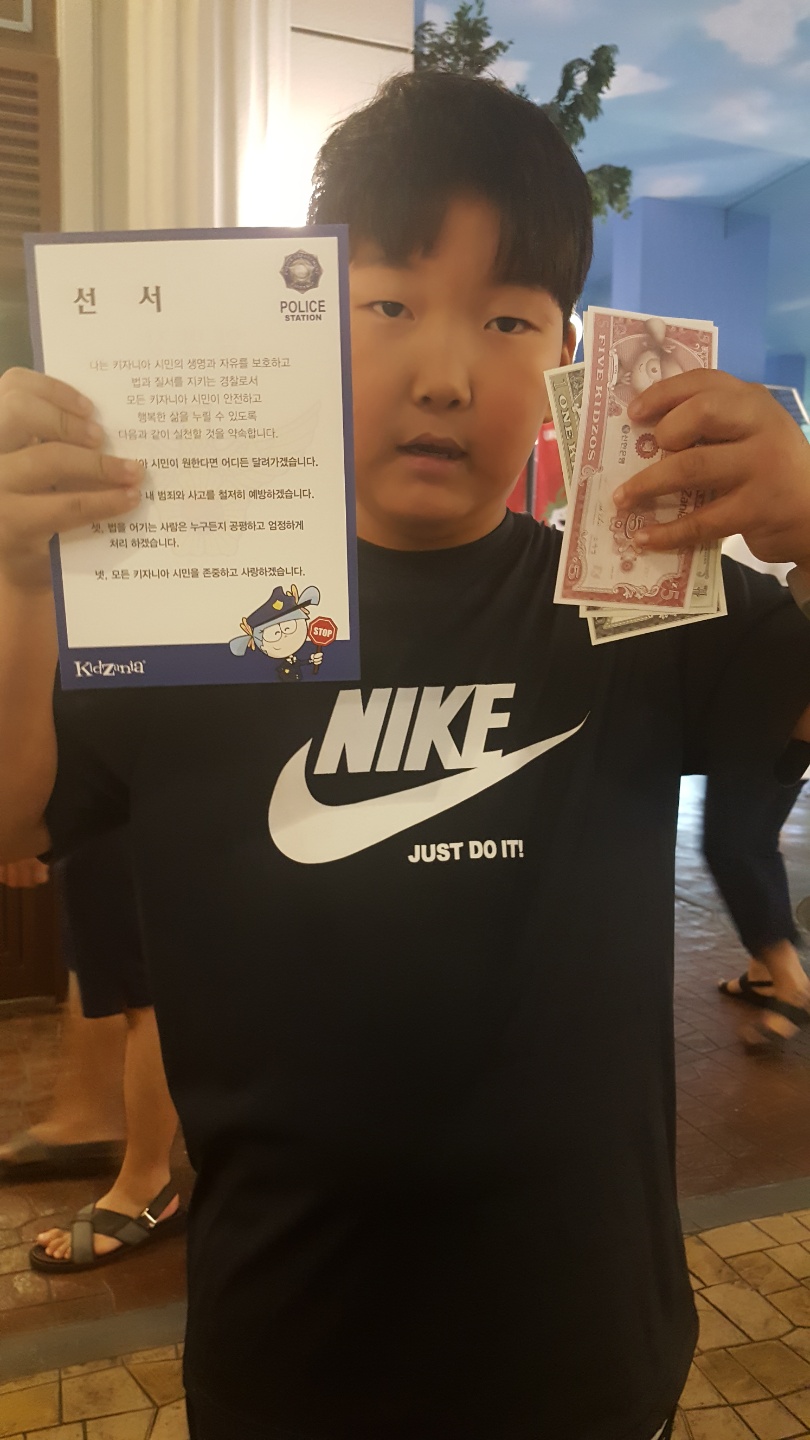 선 서
POLICE
STATION
나는 키자니아 시민의 생명과 자유를 보호하고
법과 질서를 지키는 경찰로서
모든 키자니아 시민이 안전하고
행복한 삶을 누릴 수 있도록
다음과 같이 실천할 것을 약속합니다.
시민이 원한다면 어디든 달려가겠습니다.
내 범죄와 사고를 철저히 예방하겠습니다.
셋, 법을 어기는 사람은 누구든지 공평하고 엄정하게
처리 하겠습니다.
넷, 모든 키자니아 시민을 존중하고 사랑하겠습니다.
STOP
KidZania
FIVE KIDZOS
신한은행
5
ONE
NIKE
JUST DO IT!